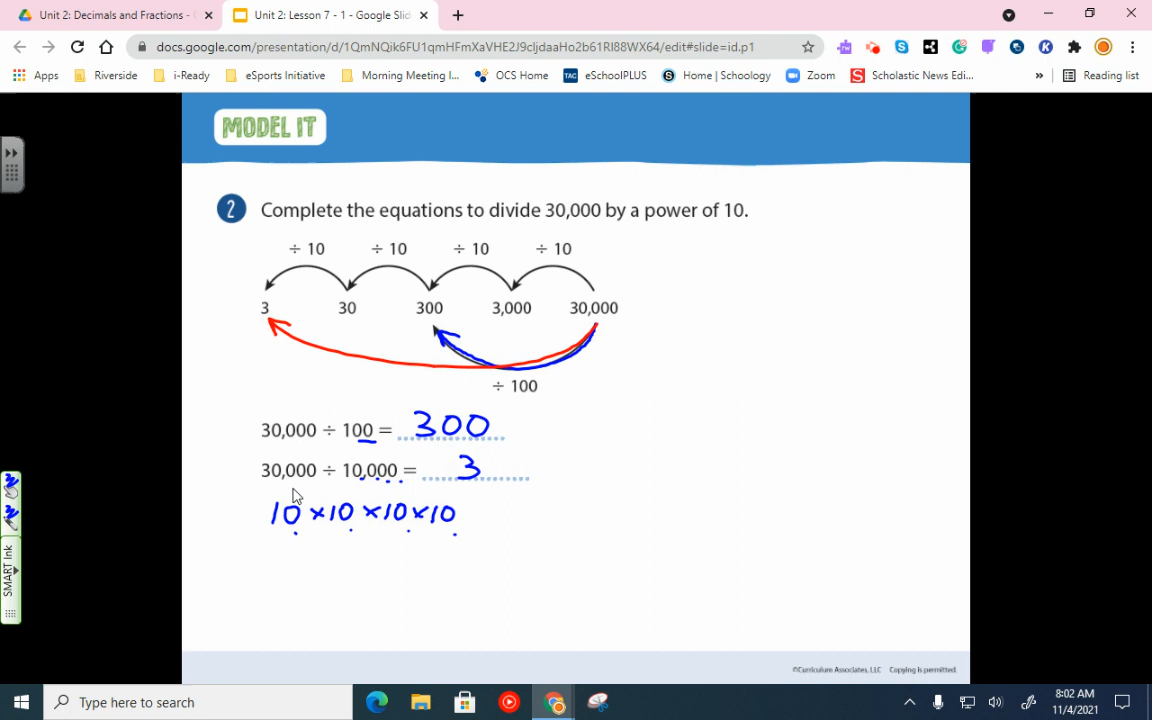 Unit 2: Decimals and Fractions - 
Unit 2: Lesson 7 - 1 - Google Slid
docs.google.com/presentation/d/1QmNQik6FU1qmHFmXaVHE2J9cljdaaHo2b61RI88WX64/edit#slide=id.p1
Apps Riverside i-Ready eSports Initiative Morning Meeting I... OCS Home TAC eSchoolPLUS S Home | Schoology Zoom S Scholastic News Edi... » Reading list
MODEL IT
2 Complete the equations to divide 30,000 by a power of 10.
÷ 10 ÷ 10 ÷ 10 ÷ 10
3 30 300 3,000 30,000
÷ 100
30,000 ÷ 100 = 300
30,000 ÷ 10,000 = 3
10 × 10 × 10 × 10
SMART Ink
©Curriculum Associates, LLC Copying is permitted.
Type here to search
8:02 AM
11/4/2021